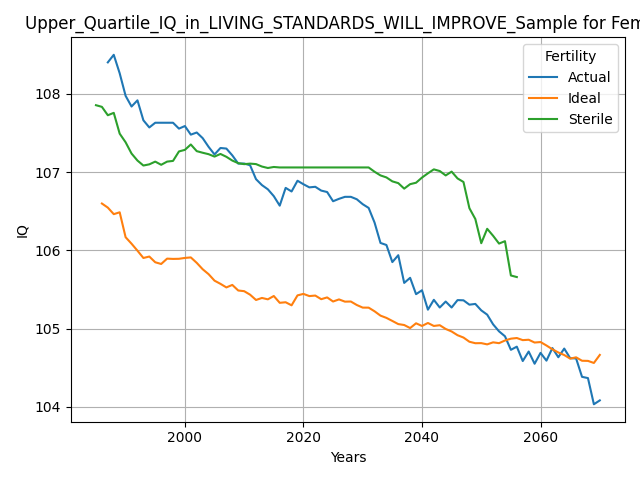 Upper_Quartile_IQ_in_LIVING_STANDARDS_WILL_IMPROVE_Sample for Fem
Fertility
Actual
Ideal
Sterile
108
107
106
105
104
IQ
2000
2020
2040
2060
Years